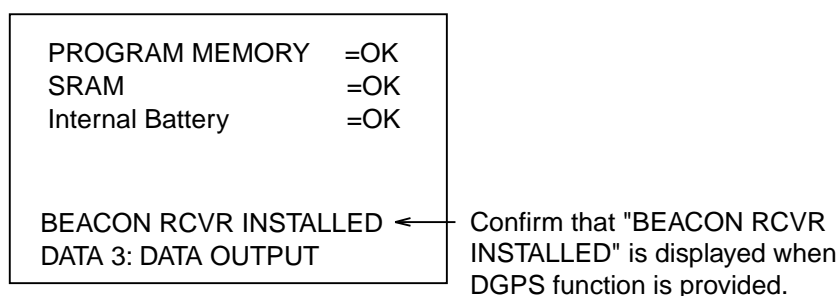 PROGRAM MEMORY =OK
SRAM =OK
Internal Battery =OK
BEACON RCVR INSTALLED
DATA 3: DATA OUTPUT
Confirm that "BEACON RCVR
INSTALLED" is displayed when
DGPS function is provided.